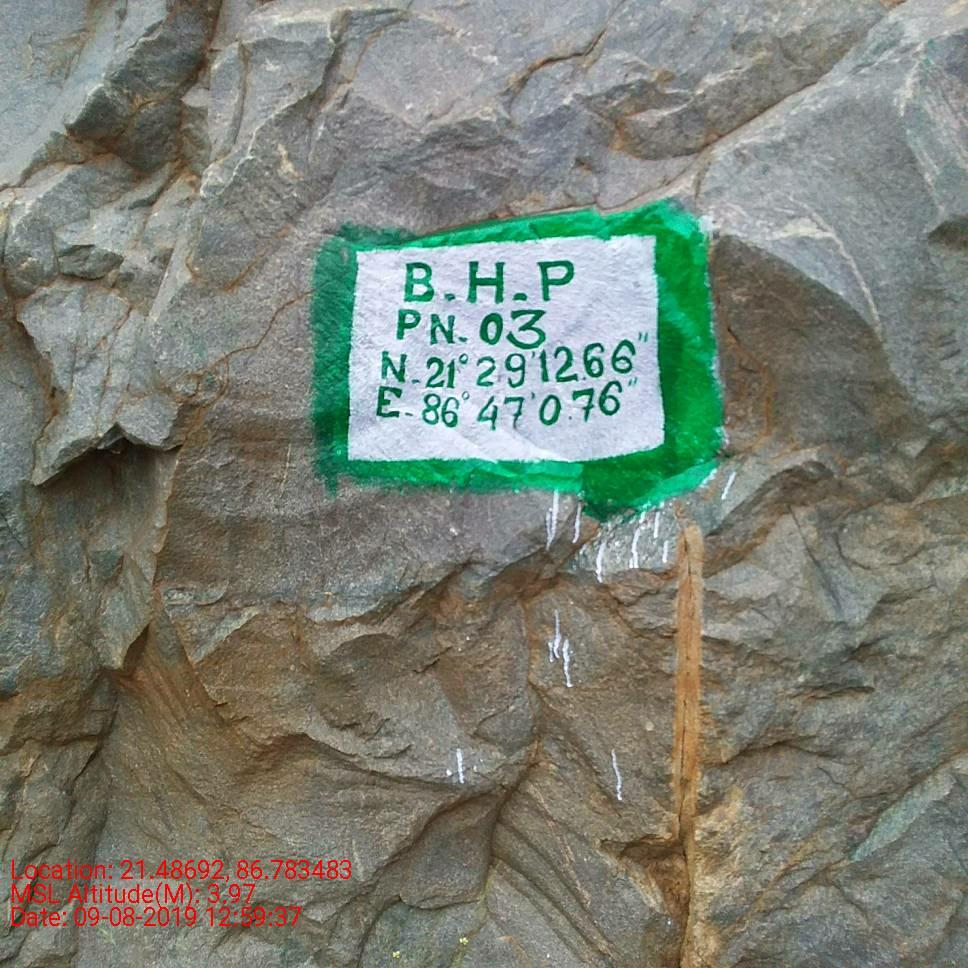 B.H.P
PN. 03
N-21°29'12.66"
E-86°47'0.76"
Location: 21.48692, 86.783483
MSL Altitude(M): 3,97
Date: 09-08-2019 12:59:37